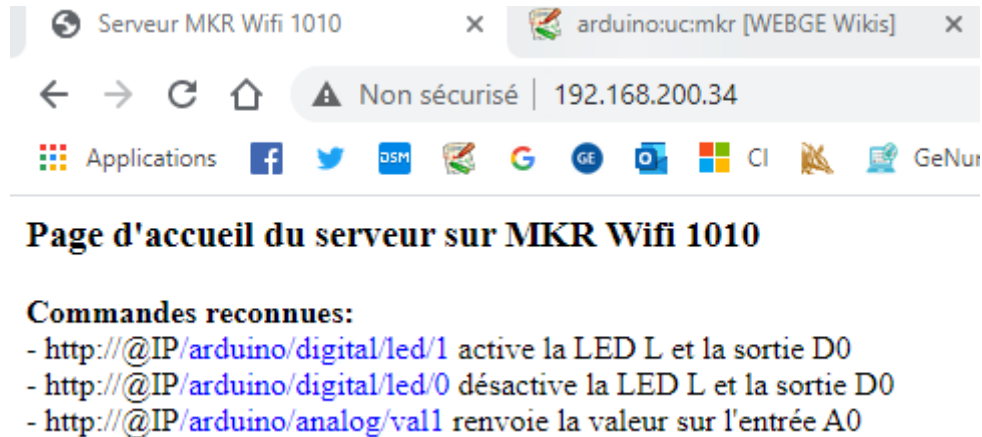 Serveur MKR Wifi 1010
arduino:uc:mkr [WEBGE Wikis]
Non sécurisé | 192.168.200.34
Applications f DSM G GE o CI GeNur
Page d'accueil du serveur sur MKR Wifi 1010
Commandes reconnues:
- http://@IP/arduino/digital/led/1 active la LED L et la sortie D0
- http://@IP/arduino/digital/led/0 désactive la LED L et la sortie D0
- http://@IP/arduino/analog/val1 renvoie la valeur sur l'entrée A0